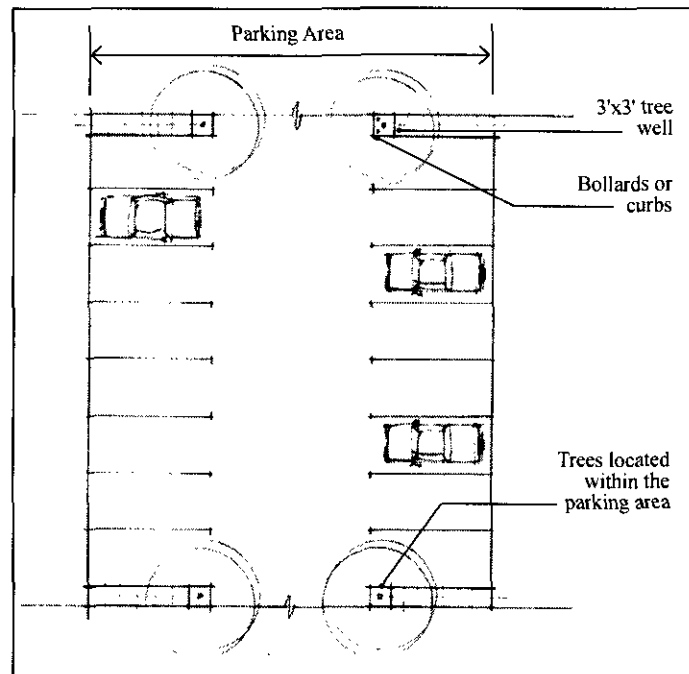 Parking Area
3'x3' tree
well
Bollards or
curbs
Trees located
within the
parking area